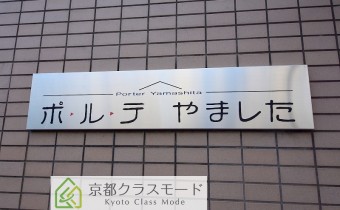 Porter Yamashita
ポ・ル・テ やました
京都クラスモード
Kyoto Class Mode